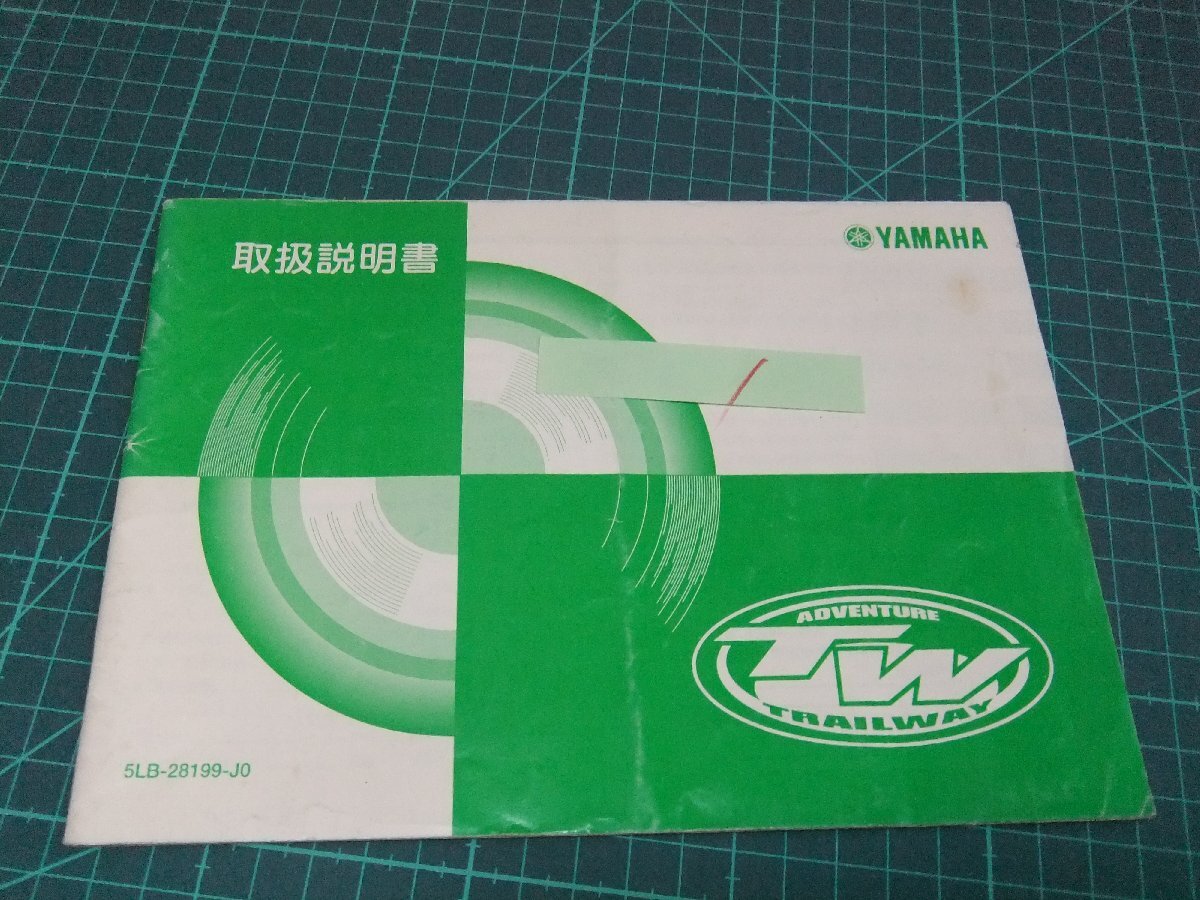 取扱説明書
YAMAHA
ADVENTURE
TW
TRAILWAY
5LB-28199-J0